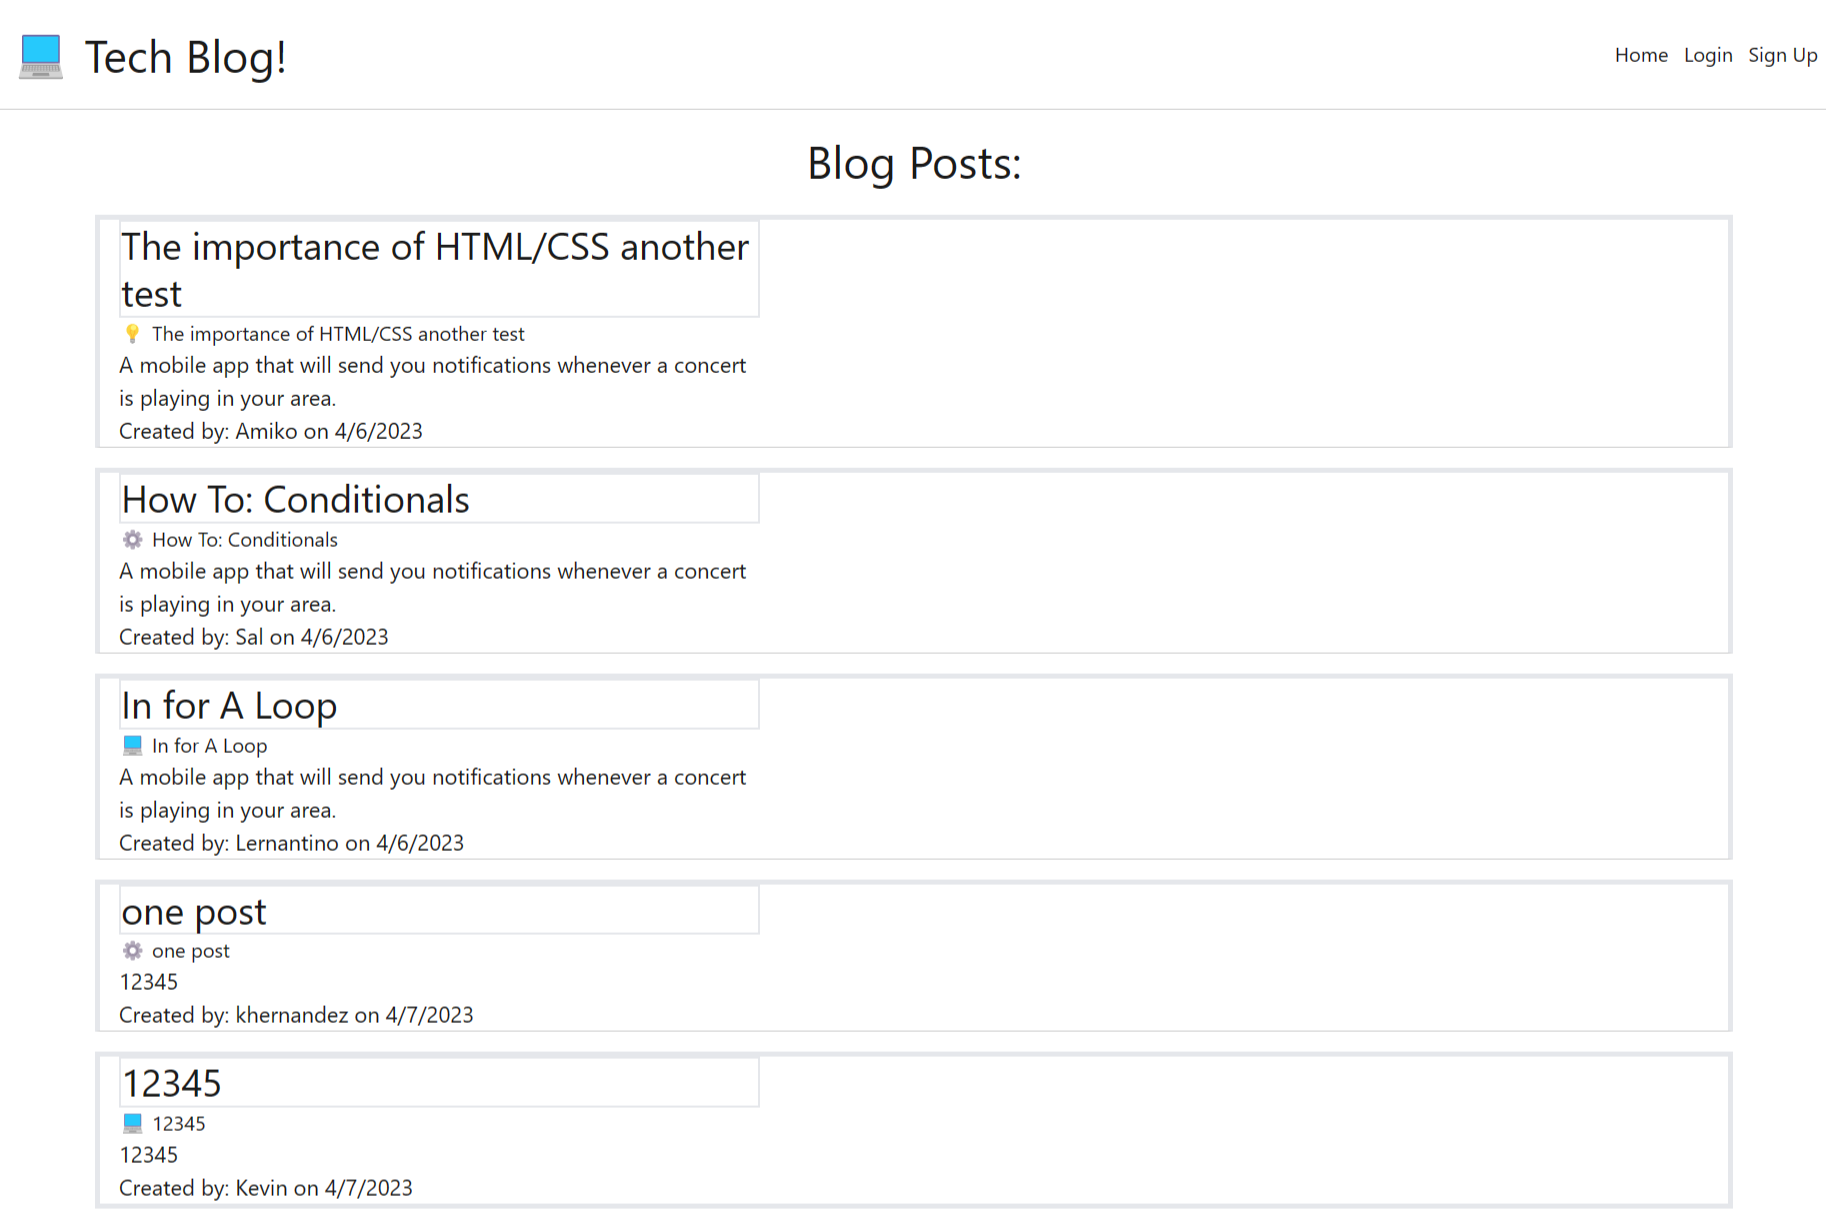 Tech Blog!
Home Login Sign Up
Blog Posts:
The importance of HTML/CSS another
test
The importance of HTML/CSS another test
A mobile app that will send you notifications whenever a concert
is playing in your area.
Created by: Amiko on 4/6/2023
How To: Conditionals
How To: Conditionals
A mobile app that will send you notifications whenever a concert
is playing in your area.
Created by: Sal on 4/6/2023
In for A Loop
In for A Loop
A mobile app that will send you notifications whenever a concert
is playing in your area.
Created by: Lernantino on 4/6/2023
one post
one post
12345
Created by: khernandez on 4/7/2023
12345
12345
12345
Created by: Kevin on 4/7/2023